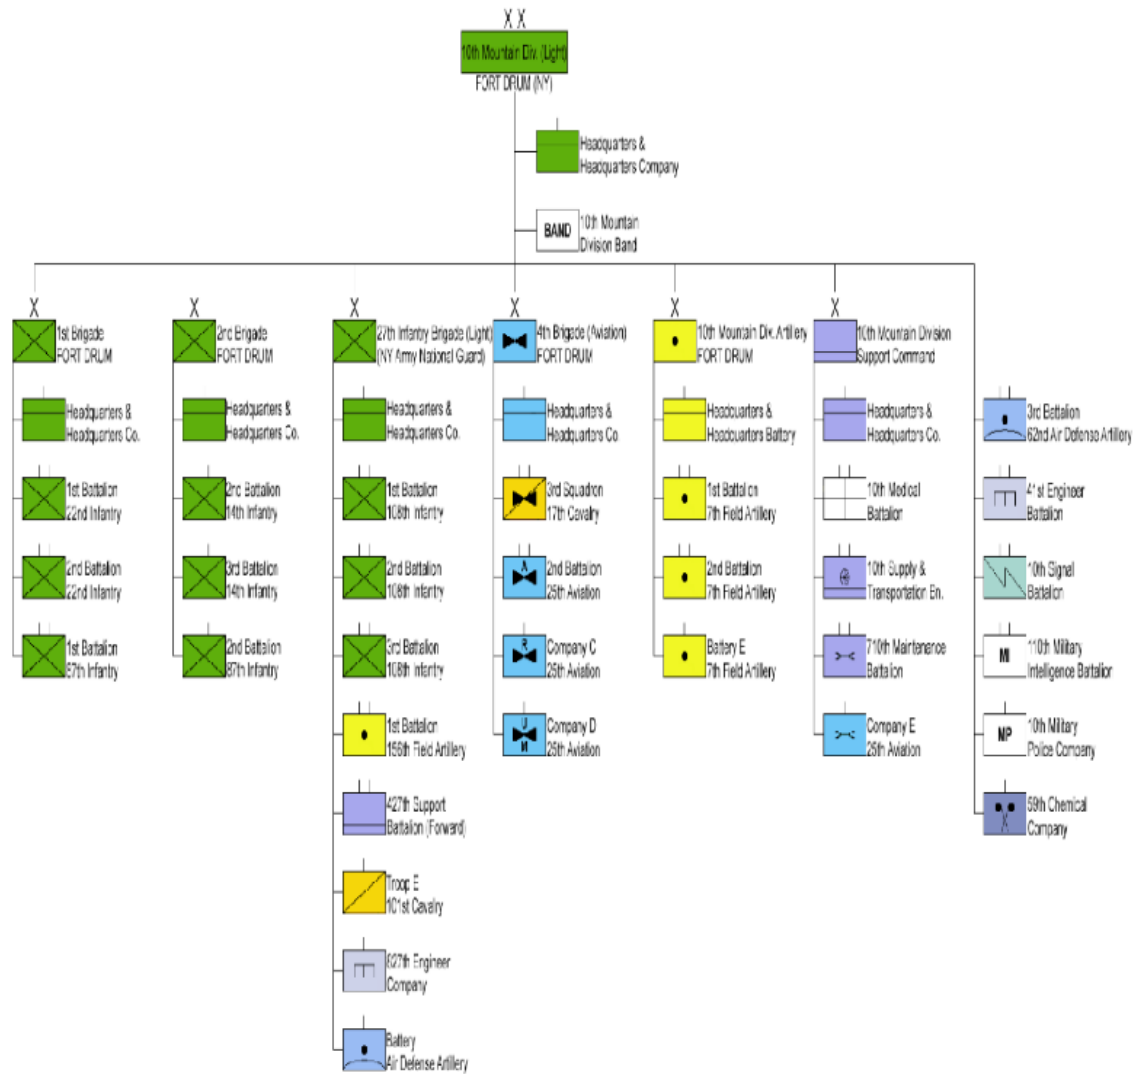 X X
10th Mountain Div. (Light)
FORT DRUM (NY)
Headquarters &
Headquarters Company
BAND
10th Mountain
Division Band
X
1st Brigade
FORT DRUM
Headquarters &
Headquarters Co.
1st Battalion
22nd Infantry
2nd Battalion
22nd Infantry
1st Battalion
87th Infantry
X
2nd Brigade
FORT DRUM
Headquarters &
Headquarters Co.
2nd Battalion
14th Infantry
3rd Battalion
14th Infantry
2nd Battalion
87th Infantry
X
27th Infantry Brigade (Light)
(NY Army National Guard)
Headquarters &
Headquarters Co.
1st Battalion
108th Infantry
2nd Battalion
108th Infantry
3rd Battalion
108th Infantry
1st Battalion
156th Field Artillery
427th Support
Battalion (Forward)
Troop E
101st Cavalry
827th Engineer
Company
Battery
Air Defense Artillery
X
4th Brigade (Aviation)
FORT DRUM
Headquarters &
Headquarters Co.
3rd Squadron
17th Cavalry
A
2nd Battalion
25th Aviation
R
Company C
25th Aviation
U
M
Company D
25th Aviation
X
10th Mountain Div. Artillery
FORT DRUM
Headquarters &
Headquarters Battery
1st Battalion
7th Field Artillery
2nd Battalion
7th Field Artillery
Battery E
7th Field Artillery
X
10th Mountain Division
Support Command
Headquarters &
Headquarters Co.
10th Medical
Battalion
10th Supply &
Transportation Bn.
710th Maintenance
Battalion
Company E
25th Aviation
3rd Battalion
62nd Air Defense Artillery
41st Engineer
Battalion
10th Signal
Battalion
MI
110th Military
Intelligence Battalion
MP
10th Military
Police Company
59th Chemical
Company